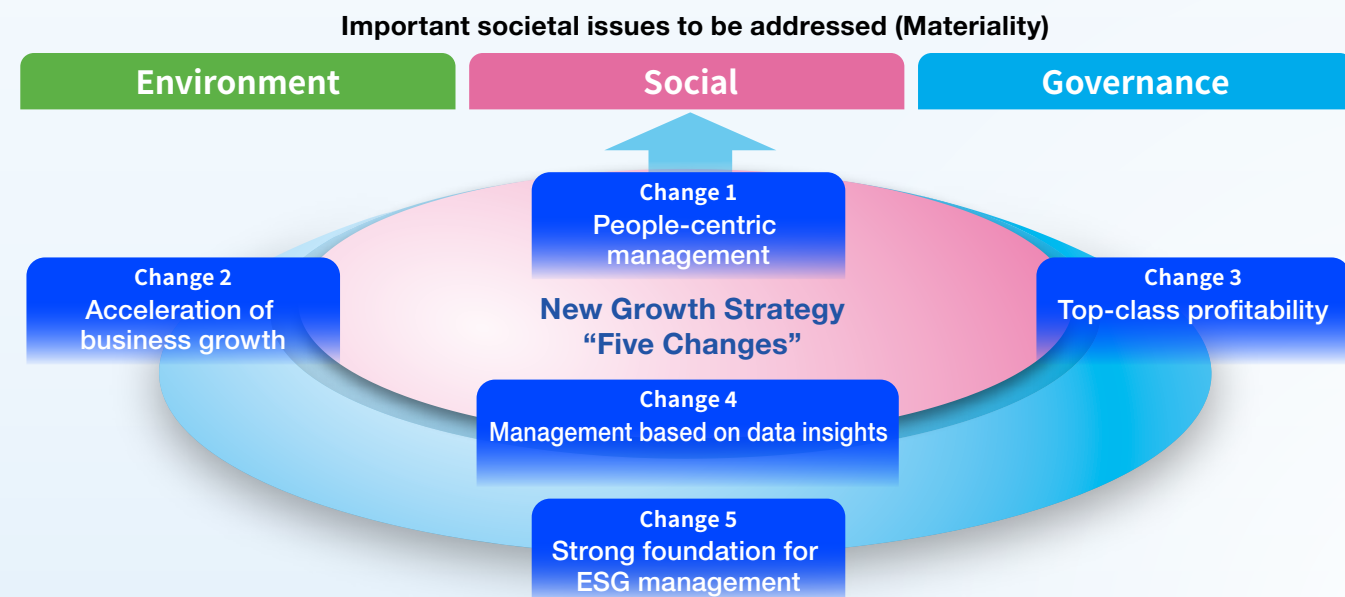 Important societal issues to be addressed (Materiality)
Environment
Social
Governance
Change 1
People-centric
management
Change 2
Acceleration of
business growth
Change 3
Top-class profitability
New Growth Strategy
“Five Changes”
Change 4
Management based on data insights
Change 5
Strong foundation for
ESG management